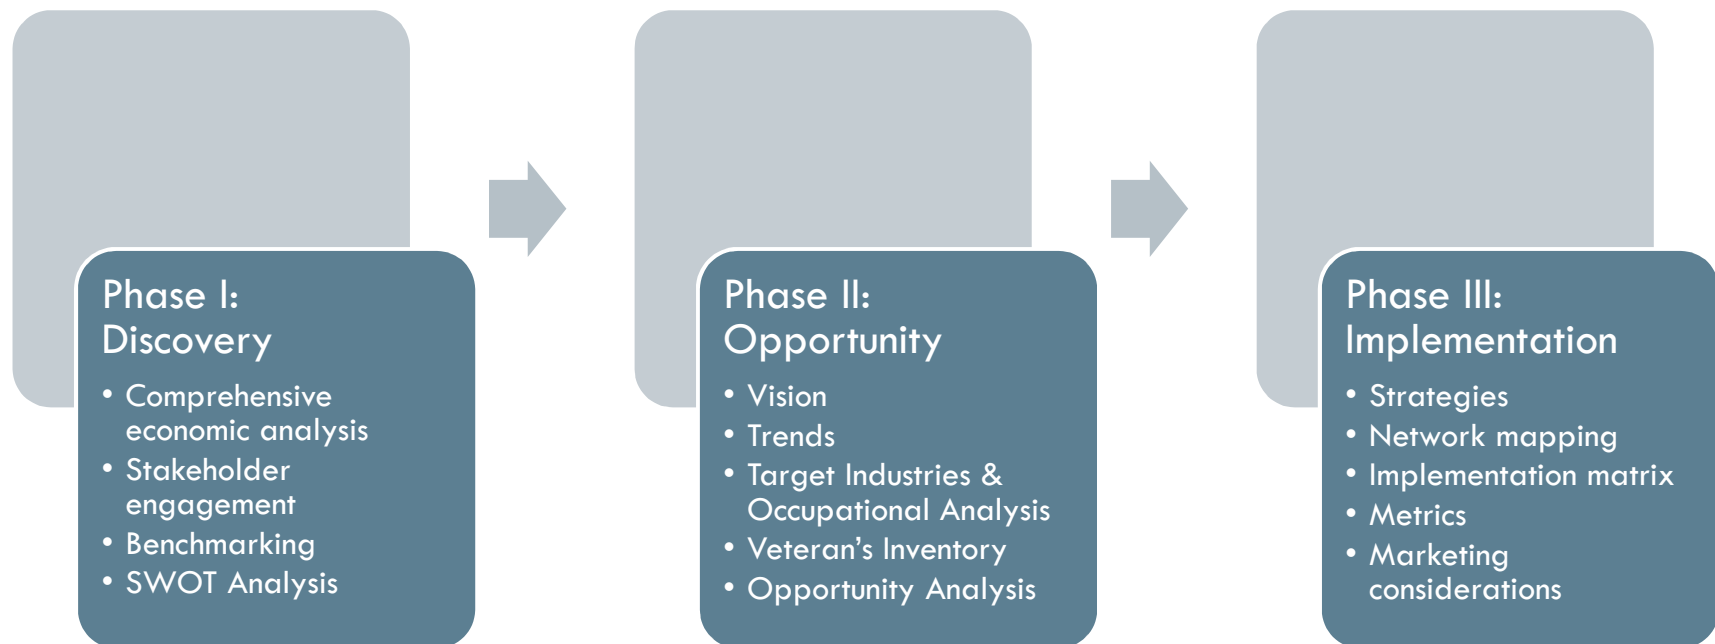 Phase I:
Discovery
• Comprehensive
economic analysis
• Stakeholder
engagement
• Benchmarking
• SWOT Analysis
Phase II:
Opportunity
• Vision
• Trends
• Target Industries &
Occupational Analysis
• Veteran’s Inventory
• Opportunity Analysis
Phase III:
Implementation
• Strategies
• Network mapping
• Implementation matrix
• Metrics
• Marketing
considerations